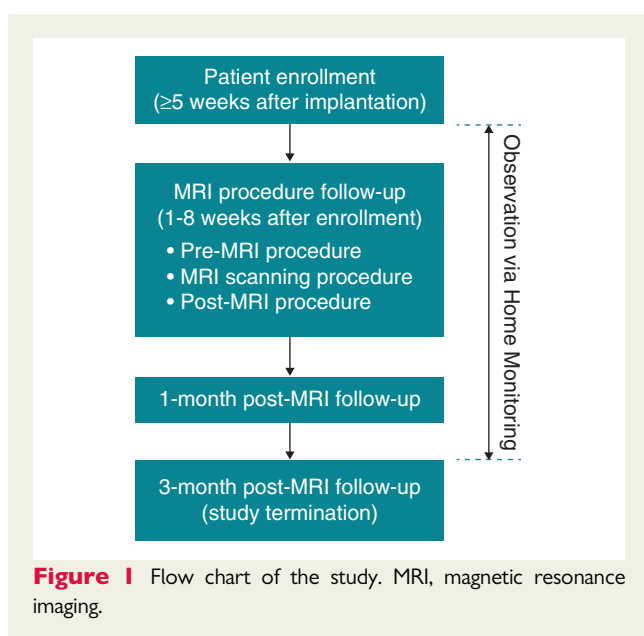 Patient enrollment
(≥5 weeks after implantation)
MRI procedure follow-up
(1-8 weeks after enrollment)
• Pre-MRI procedure
• MRI scanning procedure
• Post-MRI procedure
1-month post-MRI follow-up
3-month post-MRI follow-up
(study termination)
Observation via Home Monitoring
Figure 1 Flow chart of the study. MRI, magnetic resonance
imaging.